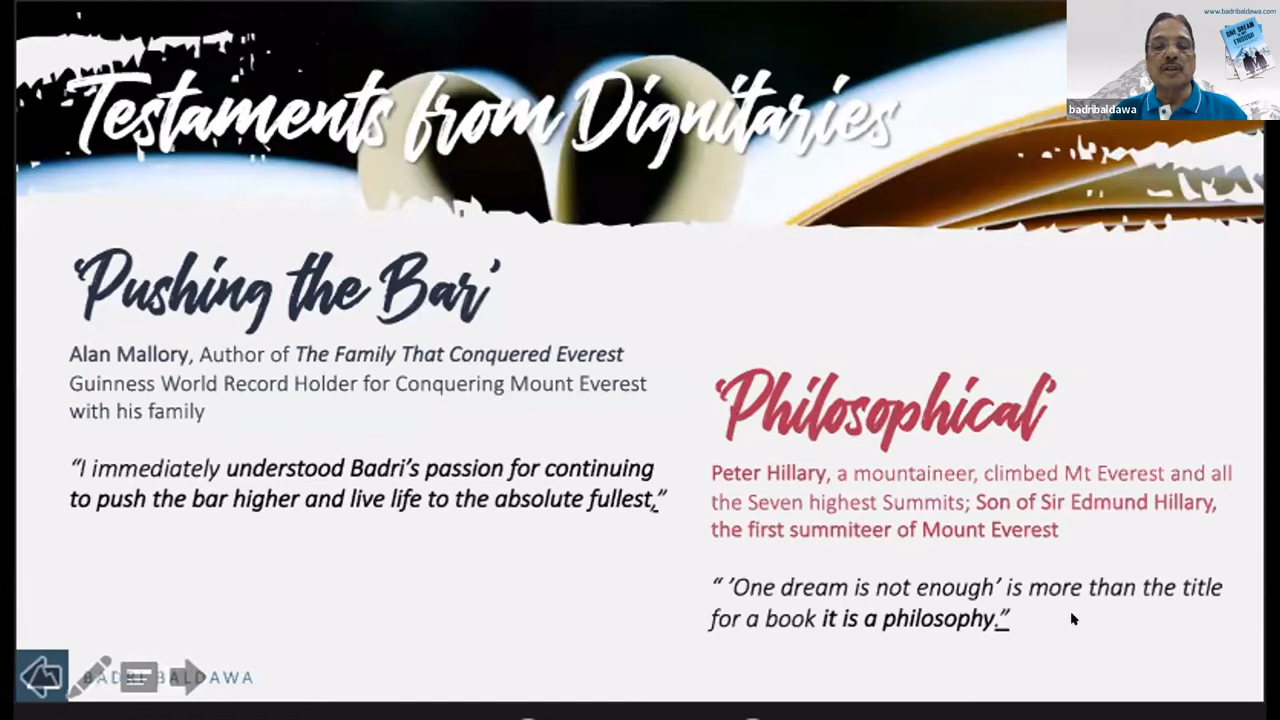 www.badribaldawa.com
ONE DREAM
ENOUGH
badribaldawa
Testaments from Dignitaries
‘Pushing the Bar’
Alan Mallory, Author of The Family That Conquered Everest
Guinness World Record Holder for Conquering Mount Everest
with his family
“I immediately understood Badri’s passion for continuing
to push the bar higher and live life to the absolute fullest,”
‘Philosophical’
Peter Hillary, a mountaineer, climbed Mt Everest and all
the Seven highest Summits; Son of Sir Edmund Hillary,
the first summiteer of Mount Everest
“ ’One dream is not enough’ is more than the title
for a book it is a philosophy.”
BADRI BALDAWA